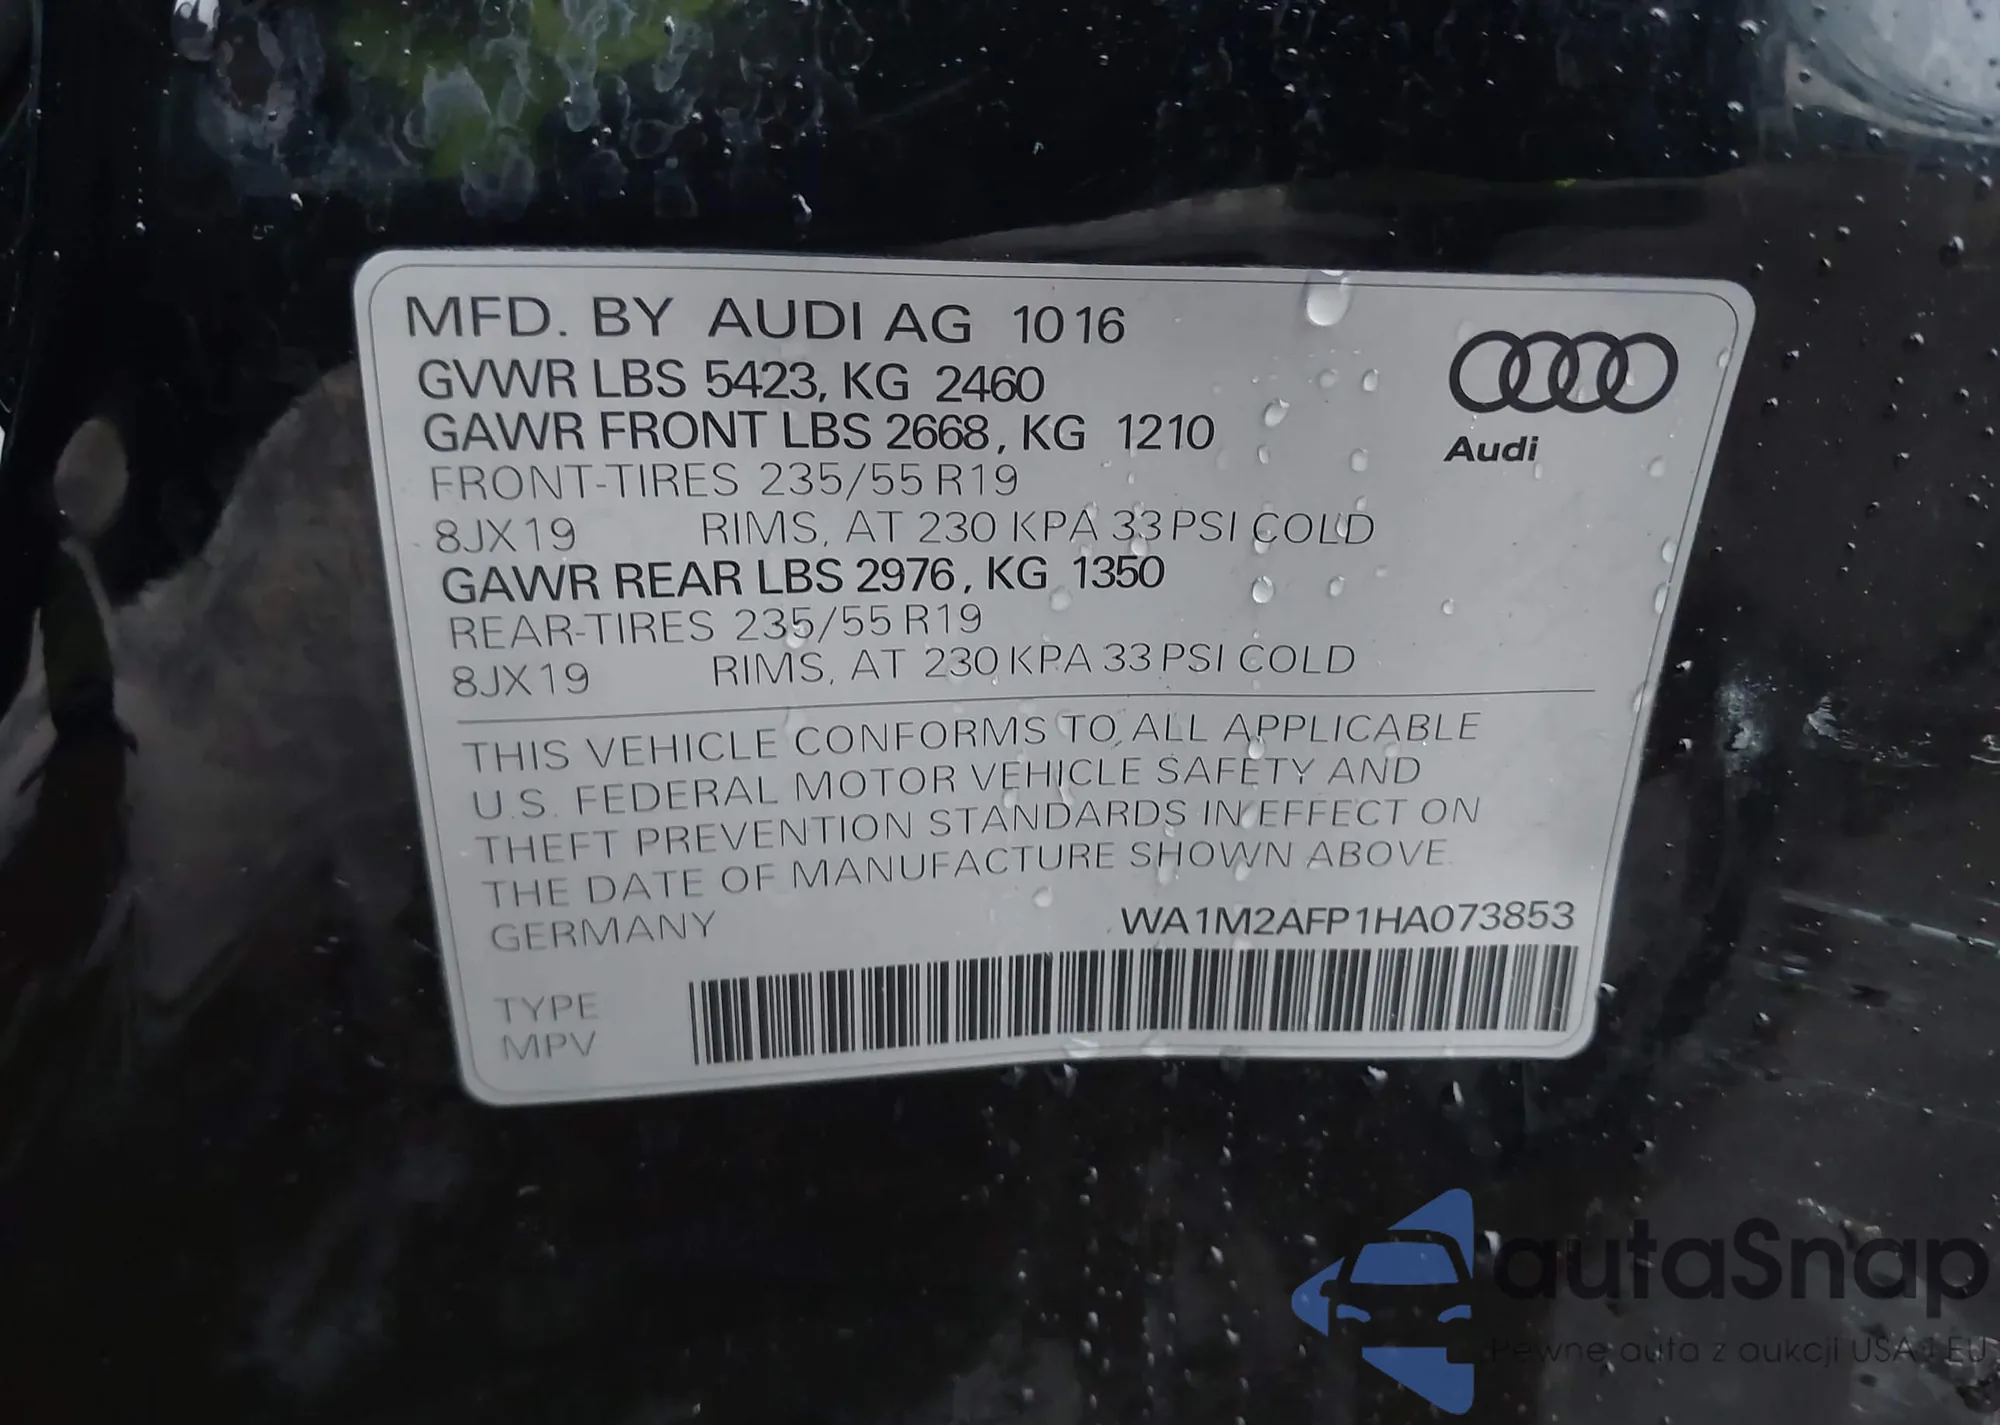 MFD. BY AUDI AG 10 16
GVWR LBS 5423, KG 2460
GAWR FRONT LBS 2668, KG 1210
FRONT-TIRES 235/55 R19
8JX19 RIMS, AT 230 KPA 33 PSI COLD
GAWR REAR LBS 2976, KG 1350
REAR-TIRES 235/55 R19
8JX19 RIMS, AT 230 KPA 33 PSI COLD
Audi
THIS VEHICLE CONFORMS TO ALL APPLICABLE
U.S. FEDERAL MOTOR VEHICLE SAFETY AND
THEFT PREVENTION STANDARDS IN EFFECT ON
THE DATE OF MANUFACTURE SHOWN ABOVE.
GERMANY WA1M2AFP1HA073853
TYPE
MPV
autaSnap
Pewne auta z aukcji USA i EU